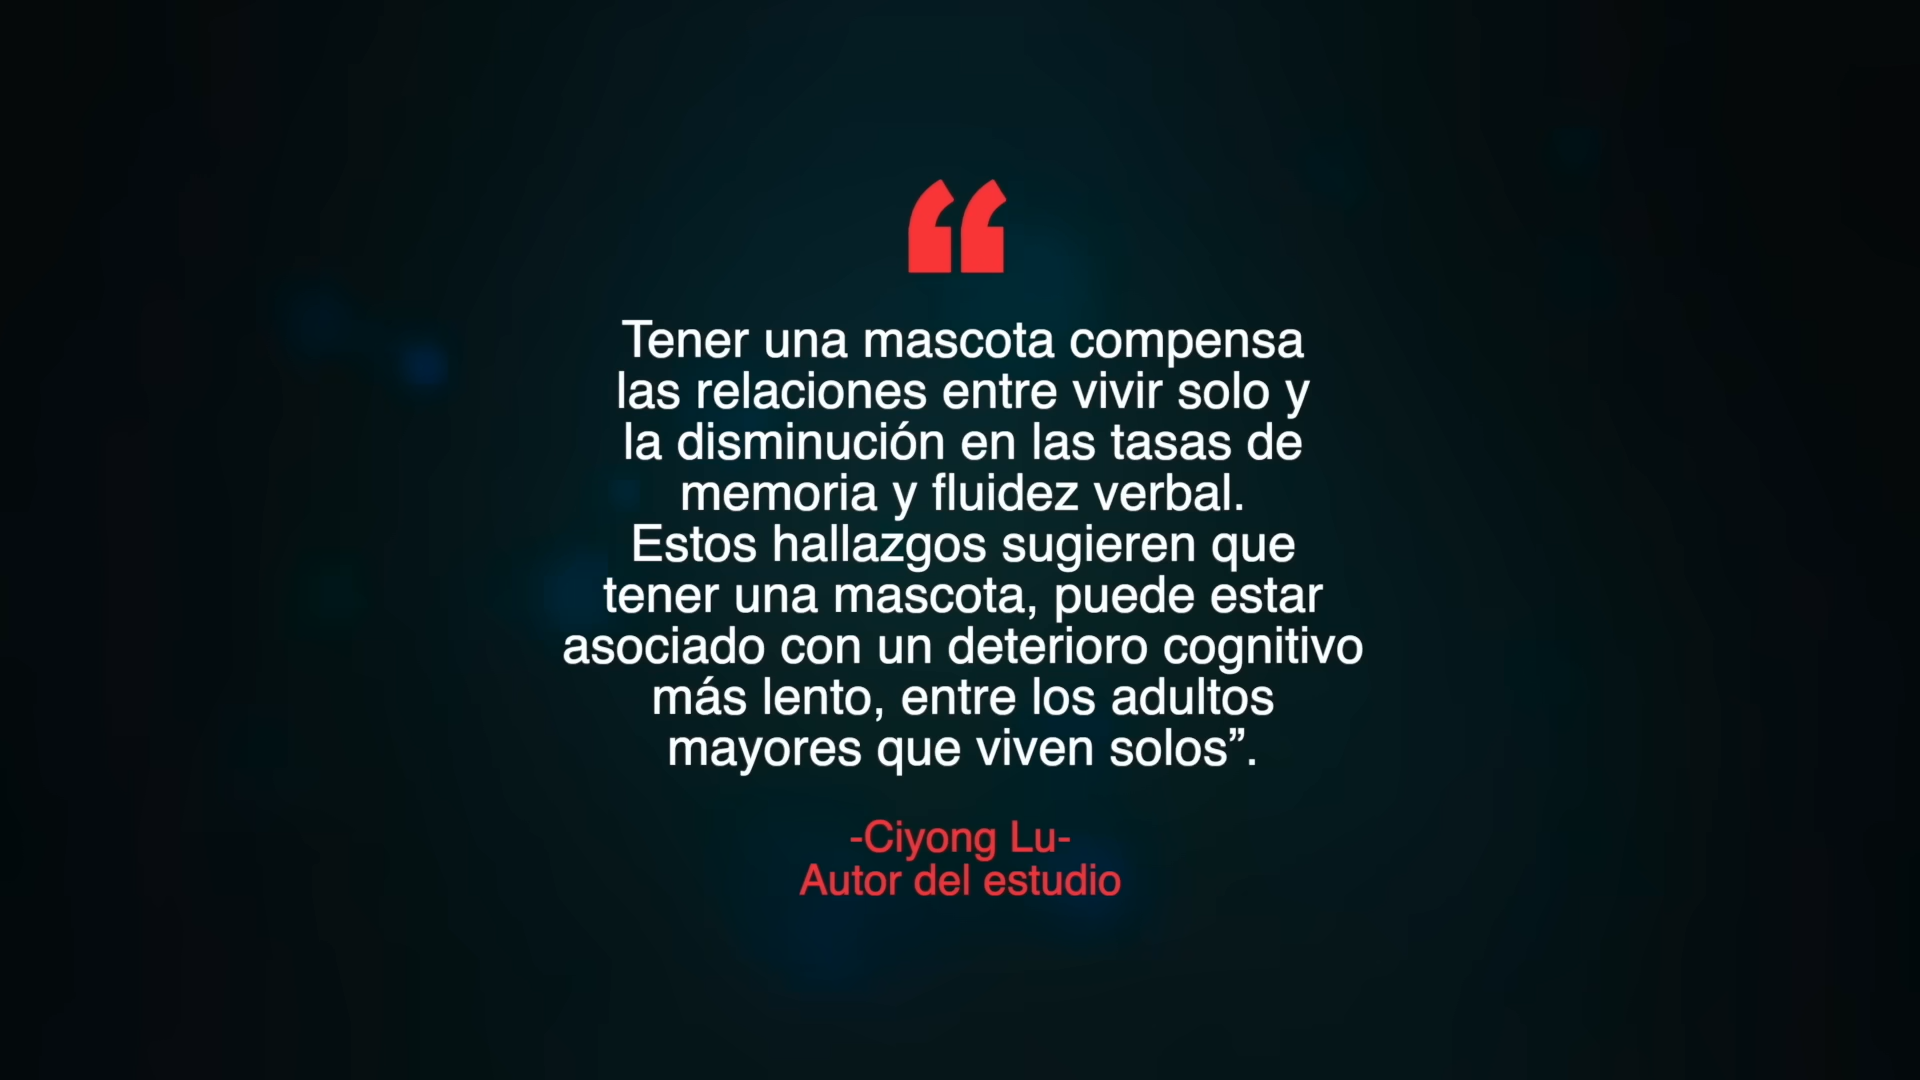 “
Tener una mascota compensa
las relaciones entre vivir solo y
la disminución en las tasas de
memoria y fluidez verbal.
Estos hallazgos sugieren que
tener una mascota, puede estar
asociado con un deterioro cognitivo
más lento, entre los adultos
mayores que viven solos”.
-Ciyong Lu-
Autor del estudio